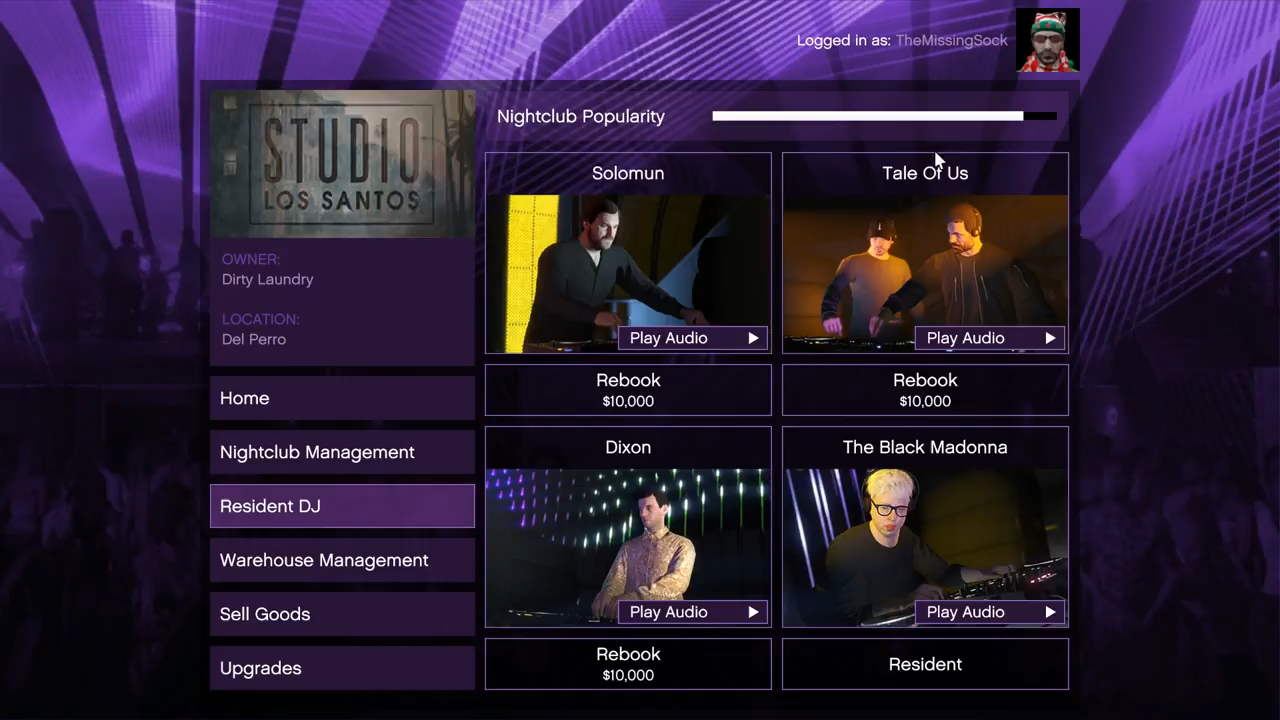 Logged in as: TheMissingSock
STUDIO
LOS SANTOS
OWNER:
Dirty Laundry
LOCATION:
Del Perro
Home
Nightclub Management
Resident DJ
Warehouse Management
Sell Goods
Upgrades
Nightclub Popularity
Solomun
Play Audio
Rebook
$10,000
Tale Of Us
Play Audio
Rebook
$10,000
Dixon
Play Audio
Rebook
$10,000
The Black Madonna
Play Audio
Resident